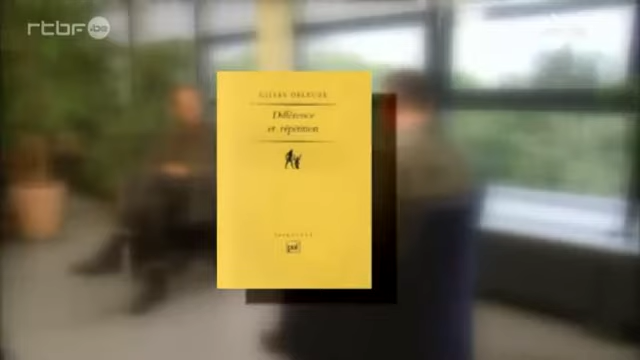 rtbf.be
GILLES DELEUZE
Différence
et répétition
puf